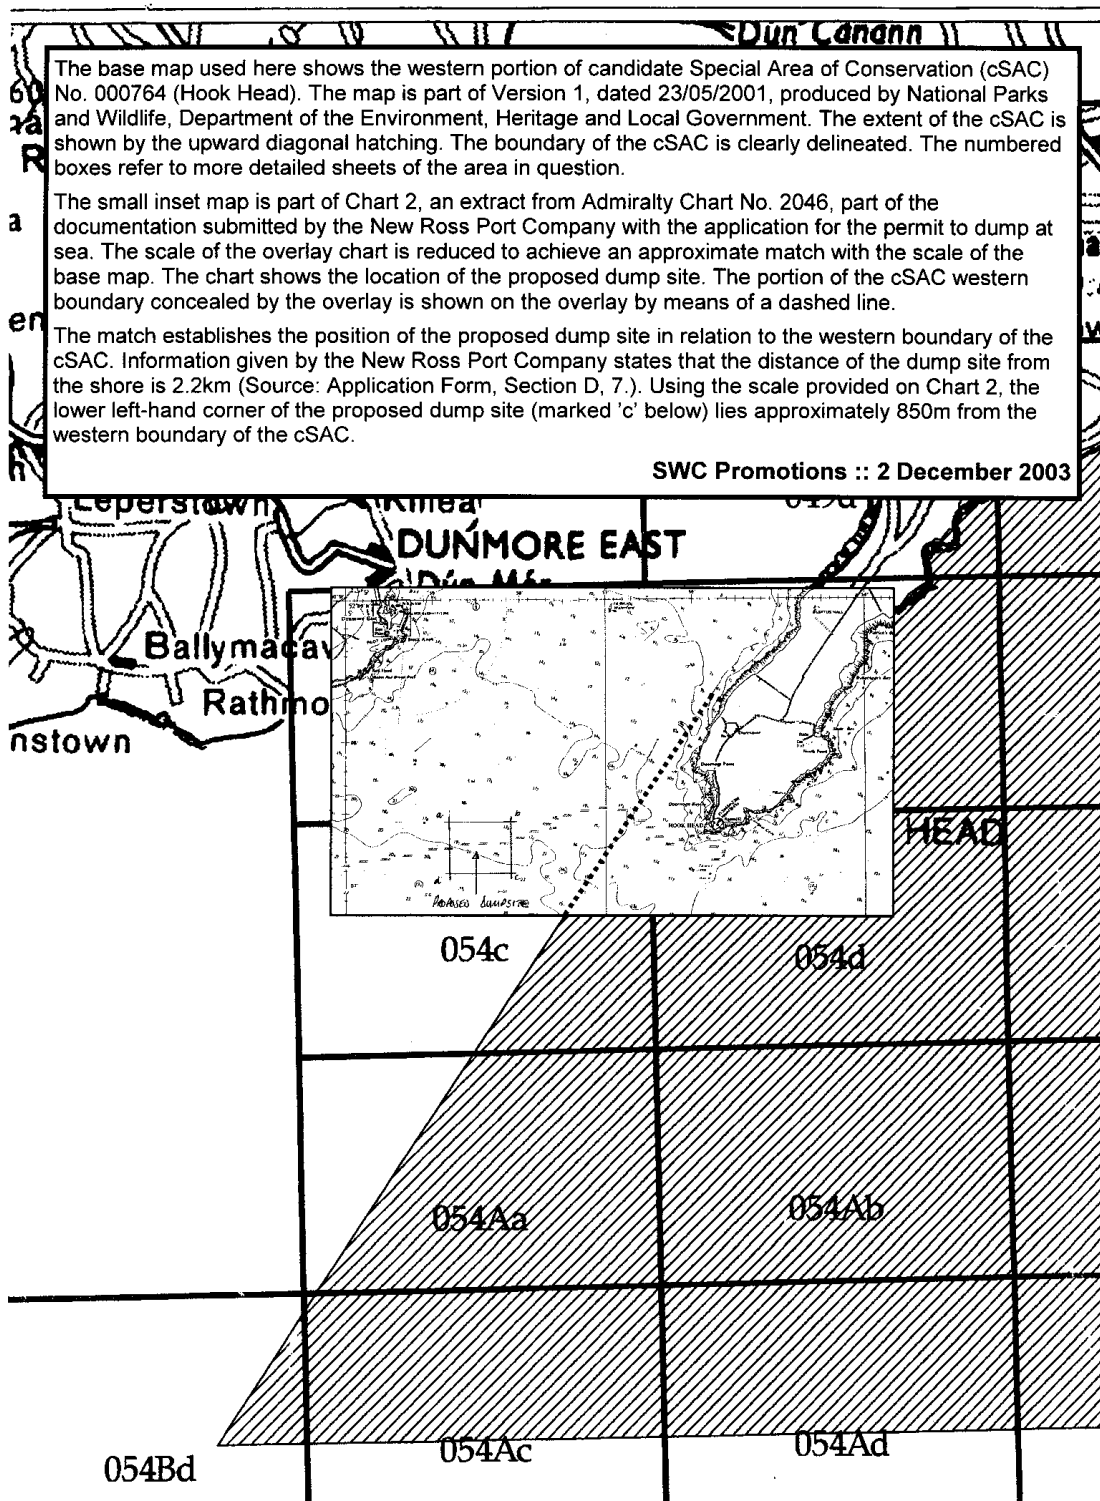 Dun Canann
The base map used here shows the western portion of candidate Special Area of Conservation (cSAC)
No. 000764 (Hook Head). The map is part of Version 1, dated 23/05/2001, produced by National Parks
and Wildlife, Department of the Environment, Heritage and Local Government. The extent of the cSAC is
shown by the upward diagonal hatching. The boundary of the cSAC is clearly delineated. The numbered
boxes refer to more detailed sheets of the area in question.
The small inset map is part of Chart 2, an extract from Admiralty Chart No. 2046, part of the
documentation submitted by the New Ross Port Company with the application for the permit to dump at
sea. The scale of the overlay chart is reduced to achieve an approximate match with the scale of the
base map. The chart shows the location of the proposed dump site. The portion of the cSAC western
boundary concealed by the overlay is shown on the overlay by means of a dashed line.
The match establishes the position of the proposed dump site in relation to the western boundary of the
cSAC. Information given by the New Ross Port Company states that the distance of the dump site from
the shore is 2.2km (Source: Application Form, Section D, 7.). Using the scale provided on Chart 2, the
lower left-hand corner of the proposed dump site (marked 'c' below) lies approximately 850m from the
western boundary of the cSAC.
SWC Promotions :: 2 December 2003
Leperstown
Killea
049d
DUNMORE EAST
Dún Mór
Ballymacav
Rathmo
nstown
HOOK HEAD
HEAD
a
b
d
c
PROPOSED DUMPSITE
054c
054d
054Aa
054Ab
054Ac
054Ad
054Bd